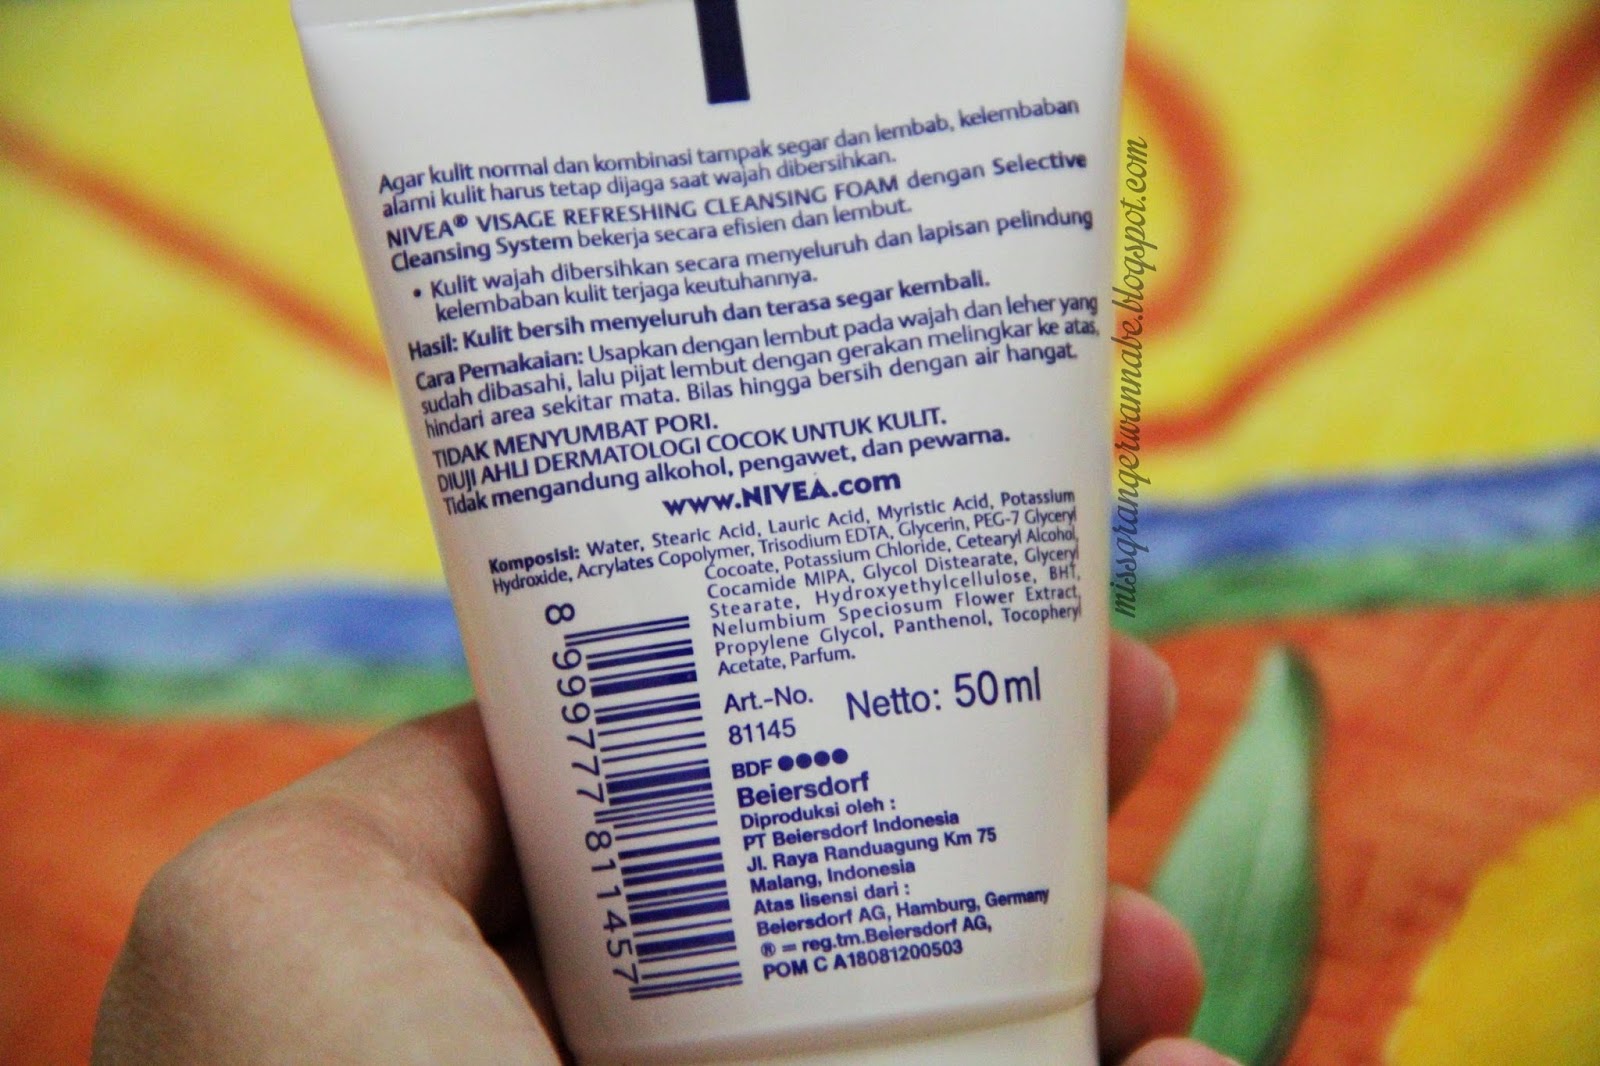 Agar kulit normal dan kombinasi tampak segar dan lembab, kelembaban
alami kulit harus tetap dijaga saat wajah dibersihkan.
NIVEA® VISAGE REFRESHING CLEANSING FOAM dengan Selective
Cleansing System bekerja secara efisien dan lembut.
• Kulit wajah dibersihkan secara menyeluruh dan lapisan pelindung
kelembaban kulit terjaga keutuhannya.
Hasil: Kulit bersih menyeluruh dan terasa segar kembali.
Cara Pemakaian: Usapkan dengan lembut pada wajah dan leher yang
sudah dibasahi, lalu pijat lembut dengan gerakan melingkar ke atas,
hindari area sekitar mata. Bilas hingga bersih dengan air hangat.
TIDAK MENYUMBAT PORI.
DIUJI AHLI DERMATOLOGI COCOK UNTUK KULIT.
Tidak mengandung alkohol, pengawet, dan pewarna.
www.NIVEA.com
Komposisi: Water, Stearic Acid, Lauric Acid, Myristic Acid, Potassium
Hydroxide, Acrylates Copolymer, Trisodium EDTA, Glycerin, PEG-7 Glyceryl
Cocoate, Potassium Chloride, Cetearyl Alcohol,
Cocamide MIPA, Glycol Distearate, Glyceryl
Stearate, Hydroxyethylcellulose, BHT,
Nelumbium Speciosum Flower Extract,
Propylene Glycol, Panthenol, Tocopheryl
Acetate, Parfum.
8 999777 811457
Art.-No.
81145
Netto: 50 ml
BDF ●●●●
Beiersdorf
Diproduksi oleh :
PT Beiersdorf Indonesia
Jl. Raya Randuagung Km 75
Malang, Indonesia
Atas lisensi dari :
Beiersdorf AG, Hamburg, Germany
® = reg.tm.Beiersdorf AG,
POM C A18081200503
missgrangerwannabe.blogspot.com